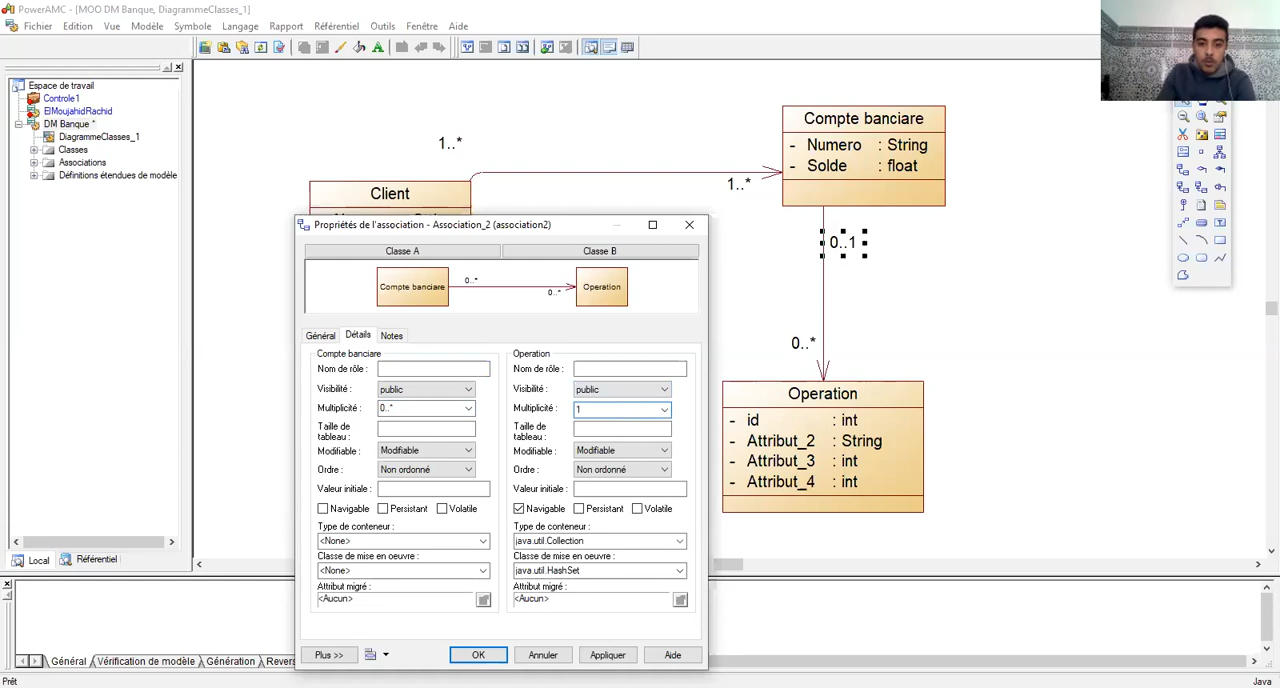 PowerAMC - [MOO DM Banque, DiagrammeClasses_1]
Fichier Edition Vue Modèle Symbole Langage Rapport Référentiel Outils Fenêtre Aide
Espace de travail
Controle1
ElMoujahidRachid
DM Banque *
DiagrammeClasses_1
Classes
Associations
Définitions étendues de modèle
Local Référentiel
Compte banciare
- Numero : String
- Solde : float
1..*
1..*
Client
0..1
0..*
Operation
- id : int
- Attribut_2 : String
- Attribut_3 : int
- Attribut_4 : int
Propriétés de l'association - Association_2 (association2)
Classe A Classe B
Compte banciare 0..* 0..* Operation
Général Détails Notes
Compte banciare Operation
Nom de rôle : Nom de rôle :
Visibilité : public Visibilité : public
Multiplicité : 0..* Multiplicité : 1
Taille de tableau : Taille de tableau :
Modifiable : Modifiable Modifiable : Modifiable
Ordre : Non ordonné Ordre : Non ordonné
Valeur initiale : Valeur initiale :
Navigable Persistant Volatile Navigable Persistant Volatile
Type de conteneur : Type de conteneur :
<None> java.util.Collection
Classe de mise en oeuvre : Classe de mise en oeuvre :
<None> java.util.HashSet
Attribut migré : Attribut migré :
<Aucun> <Aucun>
Plus >> OK Annuler Appliquer Aide
Général Vérification de modèle Génération Revers
Prêt Java